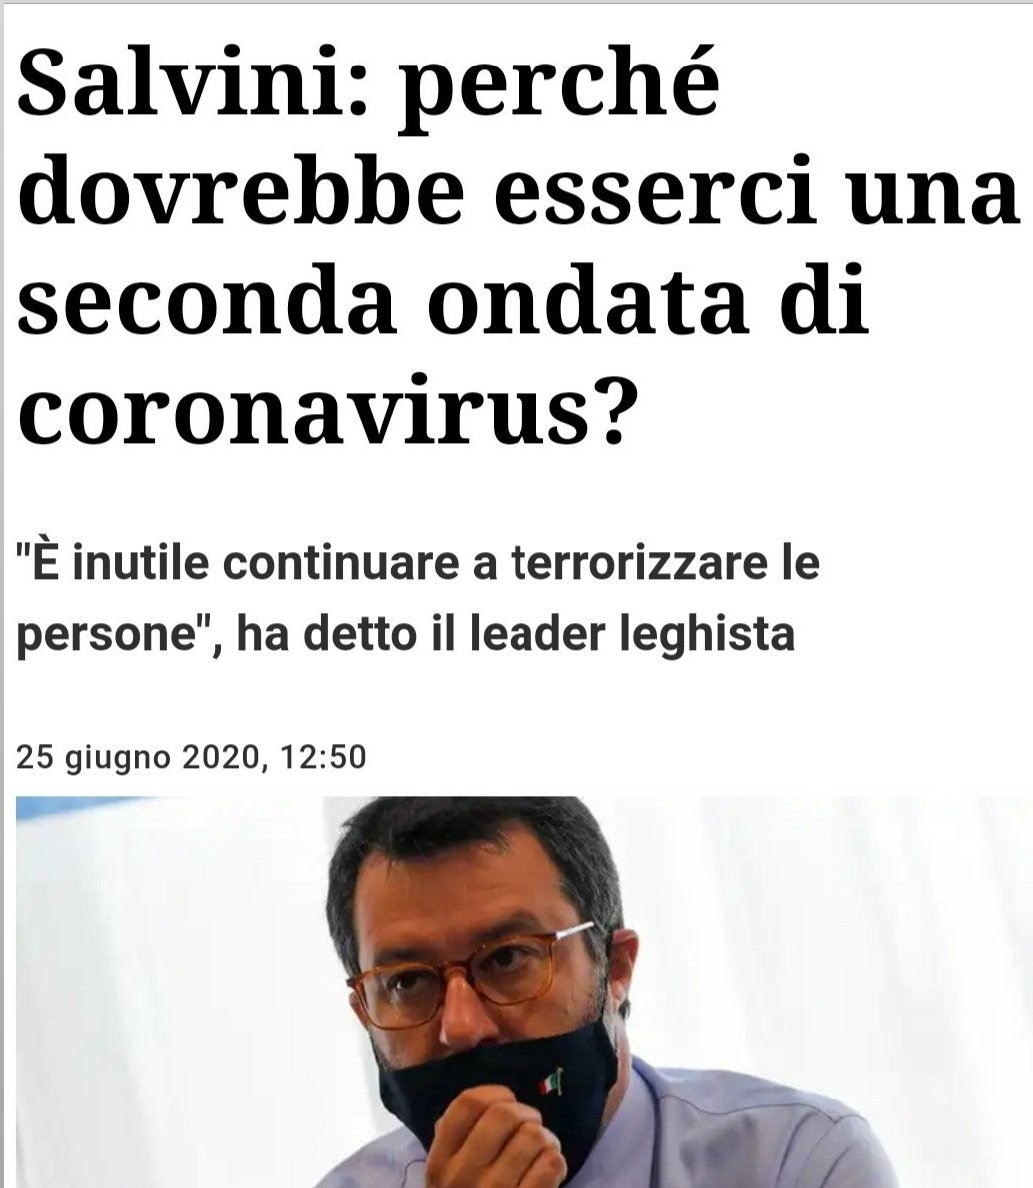 Salvini: perché
dovrebbe esserci una
seconda ondata di
coronavirus?
"È inutile continuare a terrorizzare le
persone", ha detto il leader leghista
25 giugno 2020, 12:50